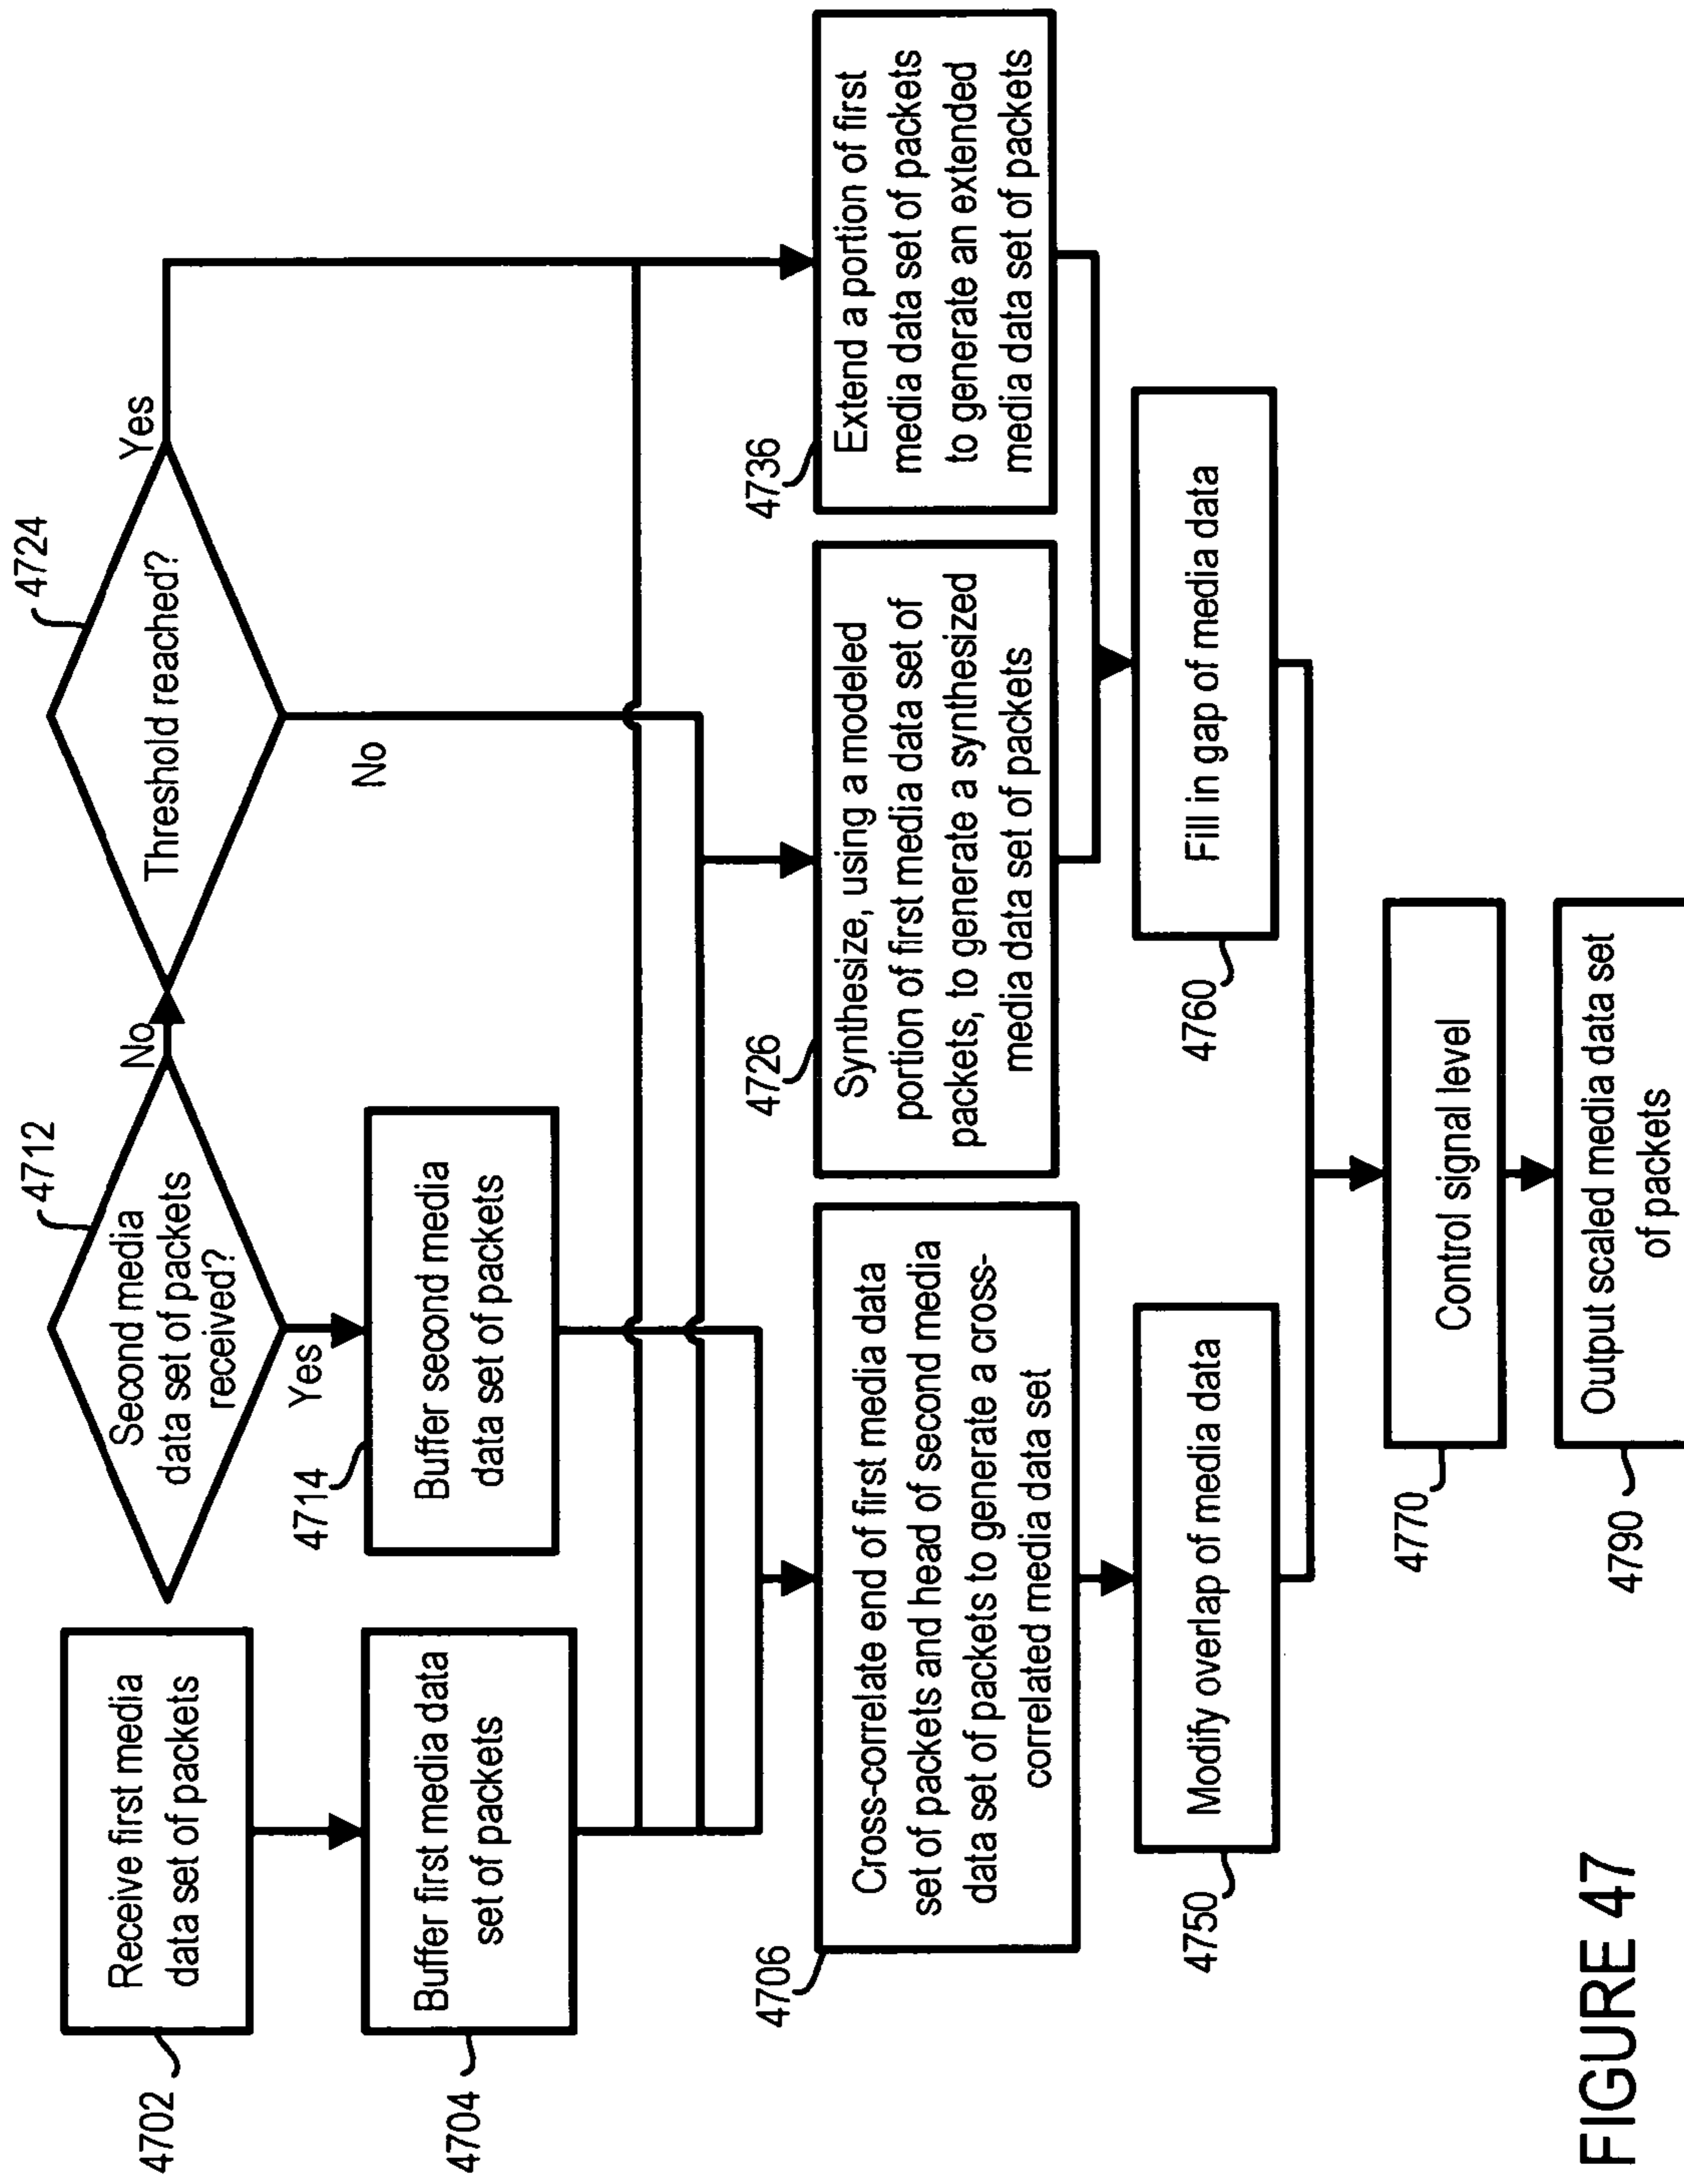 4702
Receive first media
data set of packets
4712
Second media
data set of packets
received?
No
Yes
4724
Threshold reached?
Yes
No
4704
Buffer first media data
set of packets
4714
Buffer second media
data set of packets
4706
Cross-correlate end of first media data
set of packets and head of second media
data set of packets to generate a cross-
correlated media data set
4726
Synthesize, using a modeled
portion of first media data set of
packets, to generate a synthesized
media data set of packets
4736
Extend a portion of first
media data set of packets
to generate an extended
media data set of packets
4750
Modify overlap of media data
4760
Fill in gap of media data
4770
Control signal level
4790
Output scaled media data set
of packets
FIGURE 47